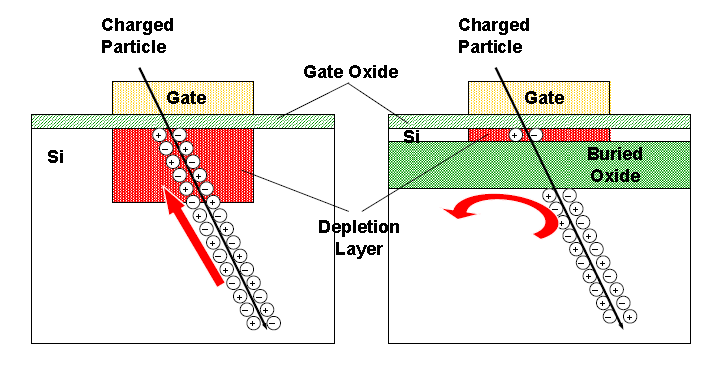 Charged
Particle
Charged
Particle
Gate Oxide
Gate
Gate
Si
Si
Buried
Oxide
Depletion
Layer